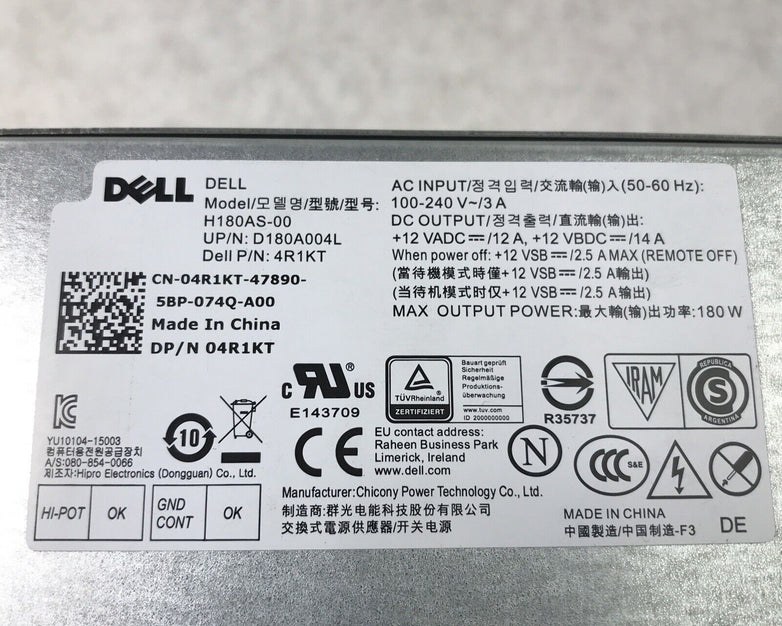 DELL
DELL
Model/모델명/型號/型号:
H180AS-00
UP/N: D180A004L
Dell P/N: 4R1KT
AC INPUT/정격입력/交流輸(输)入(50-60 Hz):
100-240 V~/3 A
DC OUTPUT/정격출력/直流輸(输)出:
+12 VADC⎓/12 A, +12 VBDC⎓/14 A
When power off: +12 VSB⎓/2.5 A MAX (REMOTE OFF)
(當待機模式時僅+12 VSB⎓/2.5 A輸出)
(当待机模式时仅+12 VSB⎓/2.5 A输出)
MAX OUTPUT POWER:最大輸(输)出功率:180 W
CN-04R1KT-47890-
5BP-074Q-A00
Made In China
DP/N 04R1KT
YU10104-15003
컴퓨터용전원공급장치
A/S:080-854-0066
제조자:Hipro Electronics (Dongguan) Co., Ltd.
10
c RU® US
E143709
TÜVRheinland
ZERTIFIZIERT
Bauart geprüft
Sicherheit
Regelmäßige
Produktions-
überwachung
www.tuv.com
ID 2000000000
R35737
IRAM
REPUBLICA
S
ARGENTINA
CE
EU contact address:
Raheen Business Park
Limerick, Ireland
www.dell.com
N
CCC S&E
HI-POT OK
GND CONT OK
Manufacturer: Chicony Power Technology Co., Ltd.
制造商:群光电能科技股份有限公司
交換式電源供應器/开关电源
MADE IN CHINA
中國製造/中国制造-F3
DE